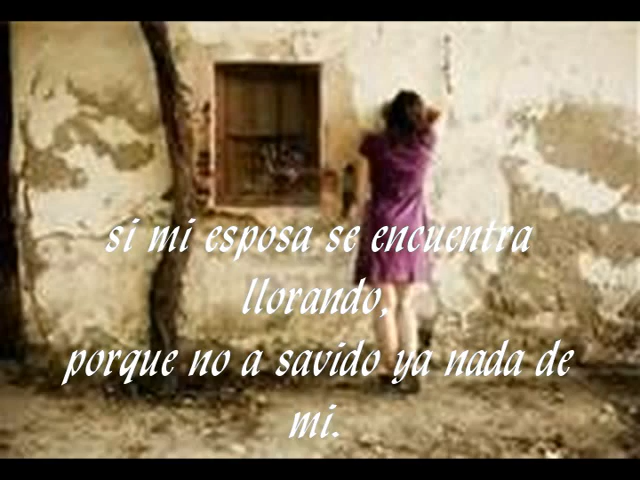 si mi esposa se encuentra
llorando,
porque no a savido ya nada de
mi.